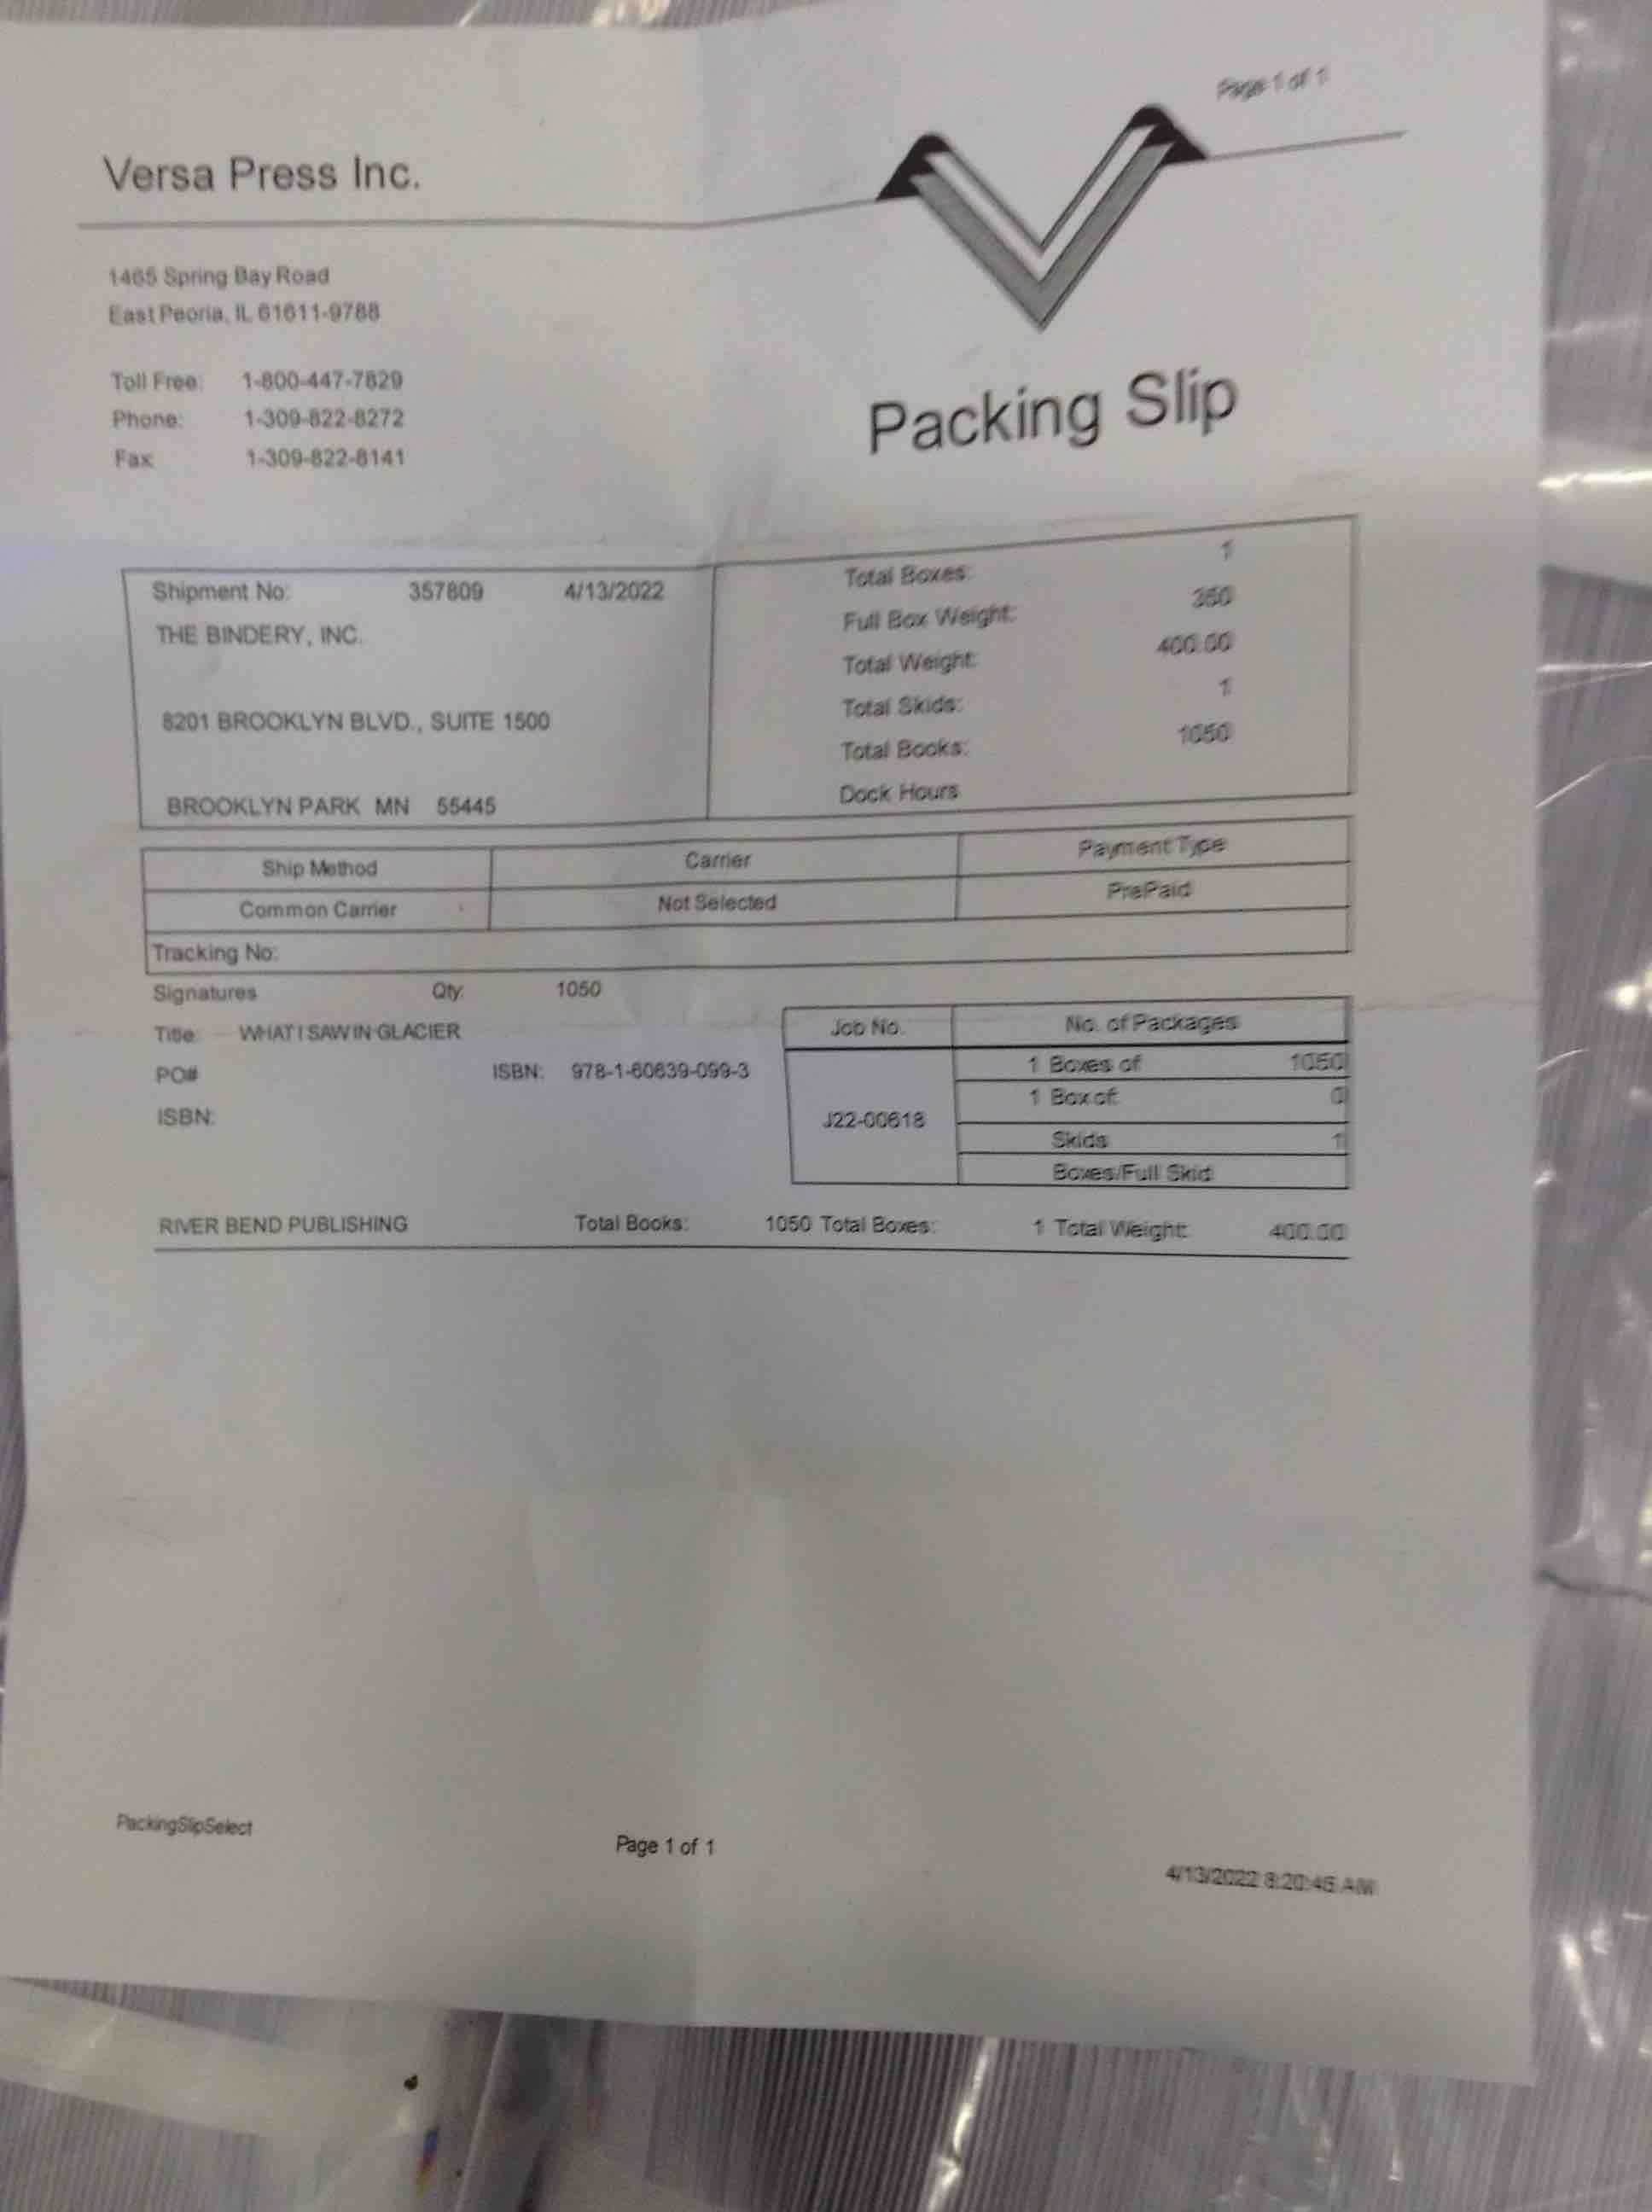 Page 1 of 1
Versa Press Inc.
1465 Spring Bay Road
East Peoria, IL 61611-9788
Toll Free: 1-800-447-7829
Phone: 1-309-822-8272
Fax: 1-309-822-8141
Packing Slip
Shipment No: 357809 4/13/2022
THE BINDERY, INC.
8201 BROOKLYN BLVD., SUITE 1500
BROOKLYN PARK MN 55445
Total Boxes: 1
Full Box Weight: 350
Total Weight: 400.00
Total Skids: 1
Total Books: 1050
Dock Hours
Ship Method Carrier Payment Type
Common Carrier Not Selected PrePaid
Tracking No:
Signatures Qty: 1050
Title: WHAT I SAW IN GLACIER
PO#
ISBN: 978-1-60639-099-3
ISBN:
Job No. No. of Packages
J22-00618
1 Boxes of 1050
1 Box of: 0
Skids 1
Boxes/Full Skid:
RIVER BEND PUBLISHING Total Books: 1050 Total Boxes: 1 Total Weight: 400.00
PackingSlipSelect
Page 1 of 1
4/13/2022 8:20:45 AM